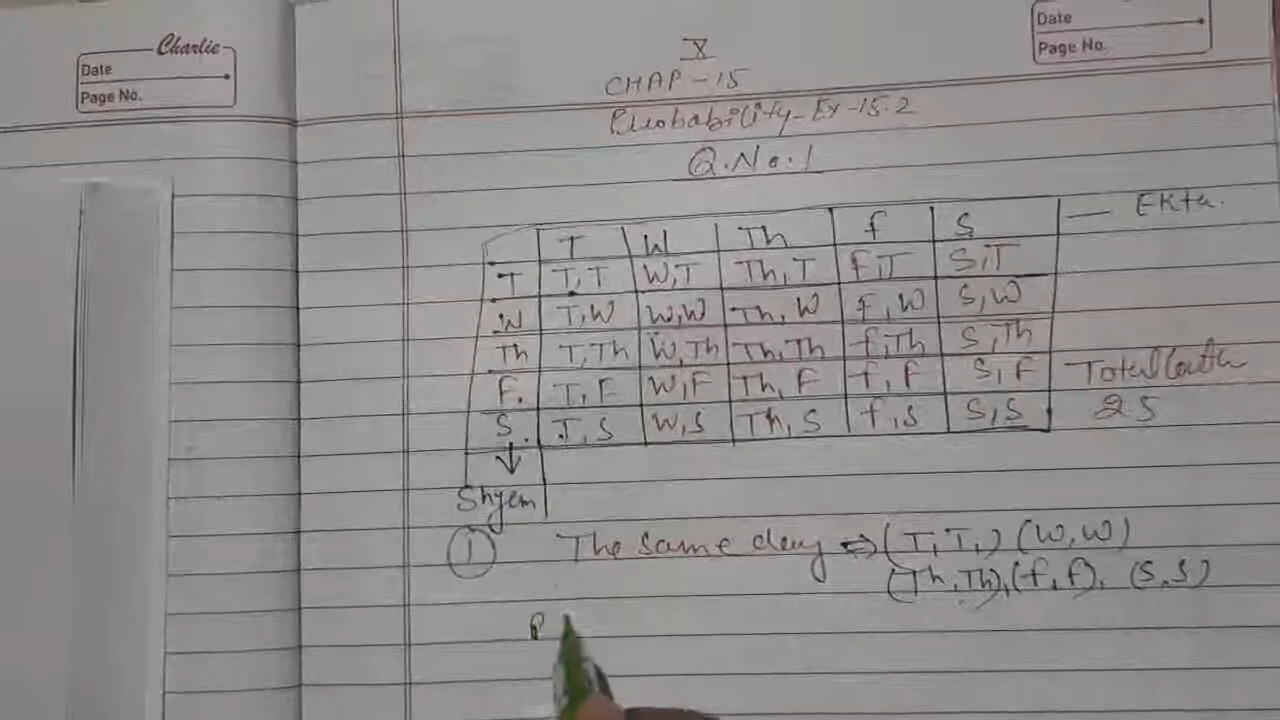 Charlie
Date
Page No.
Date
Page No.
X
CHAP-15
Probability-Ex-15.2
Q.No.1
T W Th f S — Ekta.
T T,T W,T Th,T F,T S,T
W T,W W,W Th,W f,W S,W
Th T,Th W,Th Th,Th f,Th S,Th
F. T,F W,F Th,F f,F S,F Total
S. T,S W,S Th,S f,S S,S 25
↓
Shyam
① The same day ⇒ (T,T,) (W,W)
(Th,Th),(f,f), (S,S)
P